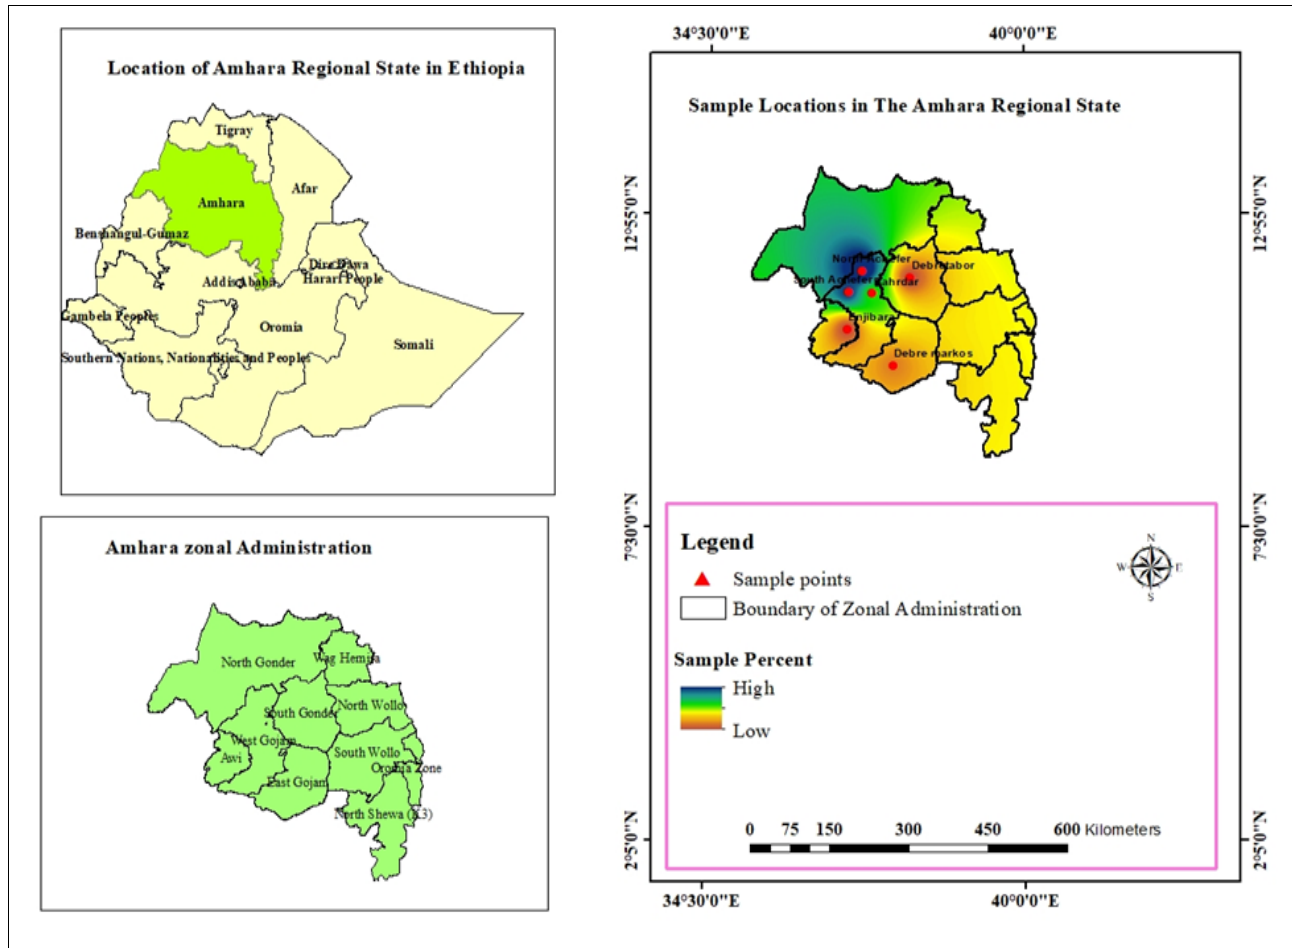 Location of Amhara Regional State in Ethiopia
Tigray
Afar
Amhara
Benshangul-Gumaz
Dire Dawa
Harari People
Addis Ababa
Gambela Peoples
Oromia
Somali
Southern Nations, Nationalities and Peoples
Amhara zonal Administration
North Gonder
Wag Hemira
North Wollo
South Gonder
West Gojam
South Wollo
Awi
Oromia Zone
East Gojam
North Shewa (K3)
34°30'0"E
40°0'0"E
Sample Locations in The Amhara Regional State
12°55'0"N
12°55'0"N
North Achefer
Debretabor
South Achefer
Bahrdar
Enjibara
Debre markos
7°30'0"N
7°30'0"N
Legend
Sample points
Boundary of Zonal Administration
N
W
E
S
Sample Percent
High
Low
0 75 150 300 450 600 Kilometers
2°5'0"N
2°5'0"N
34°30'0"E
40°0'0"E